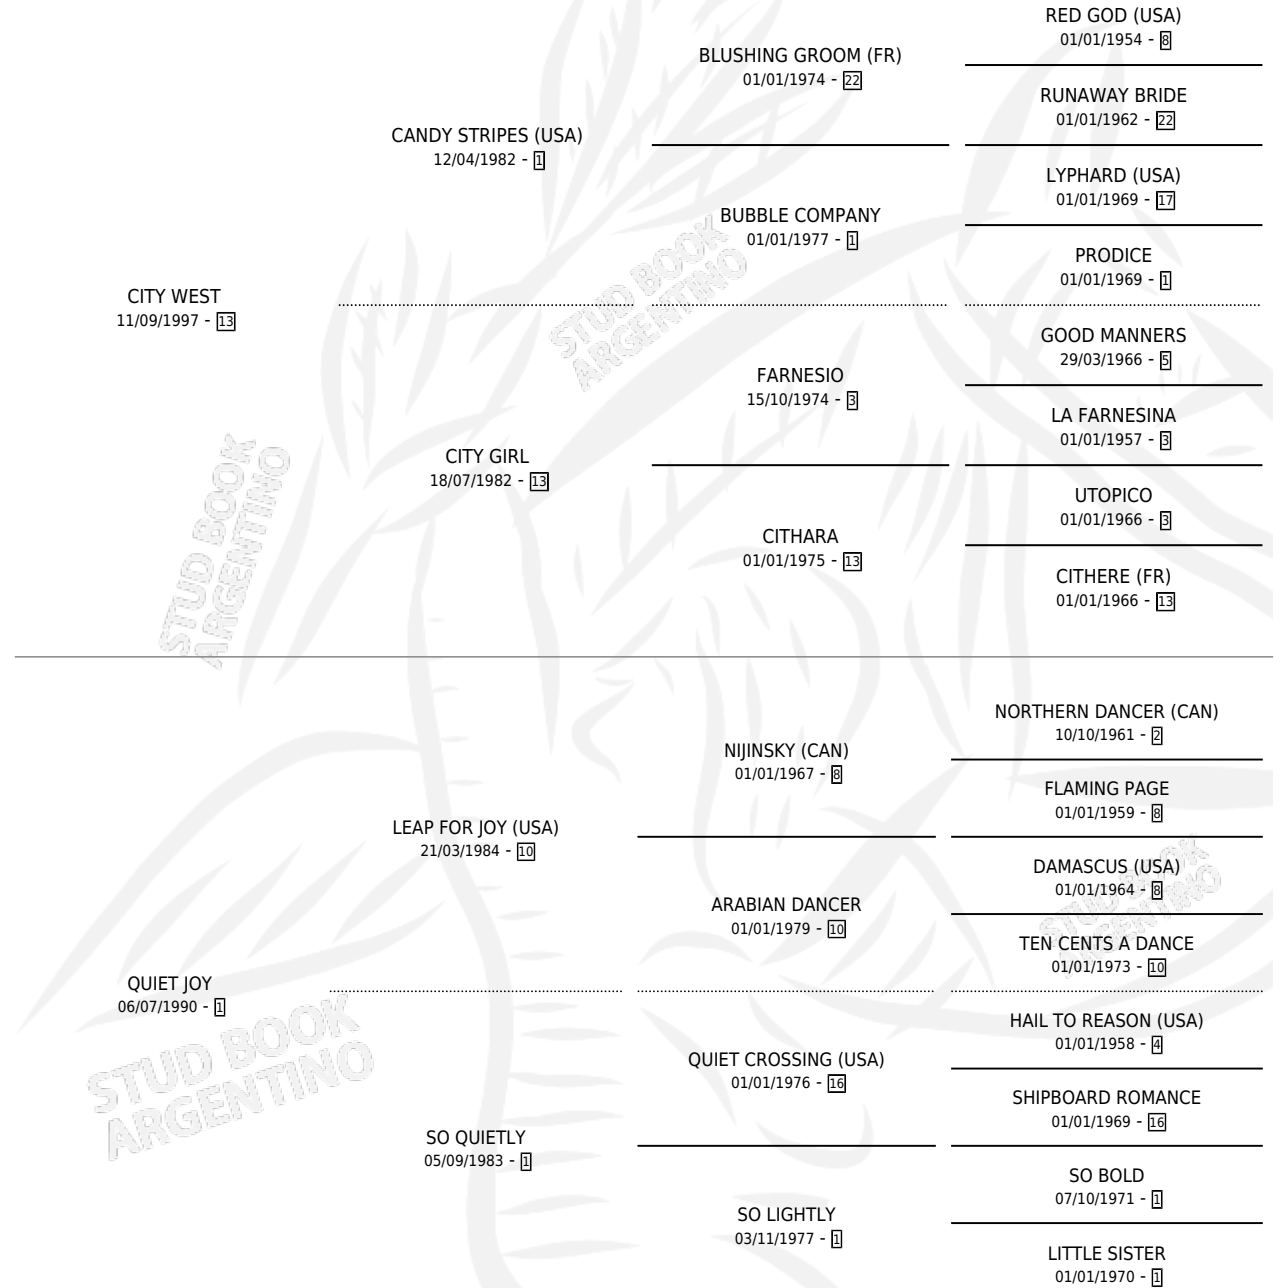 RED GOD (USA)
01/01/1954 - 8
BLUSHING GROOM (FR)
01/01/1974 - 22
RUNAWAY BRIDE
01/01/1962 - 22
CANDY STRIPES (USA)
12/04/1982 - 1
LYPHARD (USA)
01/01/1969 - 17
BUBBLE COMPANY
01/01/1977 - 1
PRODICE
01/01/1969 - 1
CITY WEST
11/09/1997 - 13
GOOD MANNERS
29/03/1966 - 5
FARNESIO
15/10/1974 - 3
LA FARNESINA
01/01/1957 - 3
CITY GIRL
18/07/1982 - 13
UTOPICO
01/01/1966 - 3
CITHARA
01/01/1975 - 13
CITHERE (FR)
01/01/1966 - 13
STUD BOOK
ARGENTINO
STUD BOOK
ARGENTINO
NORTHERN DANCER (CAN)
10/10/1961 - 2
NIJINSKY (CAN)
01/01/1967 - 8
FLAMING PAGE
01/01/1959 - 8
LEAP FOR JOY (USA)
21/03/1984 - 10
DAMASCUS (USA)
01/01/1964 - 8
ARABIAN DANCER
01/01/1979 - 10
TEN CENTS A DANCE
01/01/1973 - 10
QUIET JOY
06/07/1990 - 1
HAIL TO REASON (USA)
01/01/1958 - 4
QUIET CROSSING (USA)
01/01/1976 - 16
SHIPBOARD ROMANCE
01/01/1969 - 16
SO QUIETLY
05/09/1983 - 1
SO BOLD
07/10/1971 - 1
SO LIGHTLY
03/11/1977 - 1
LITTLE SISTER
01/01/1970 - 1
STUD BOOK
ARGENTINO
STUD BOOK
ARGENTINO